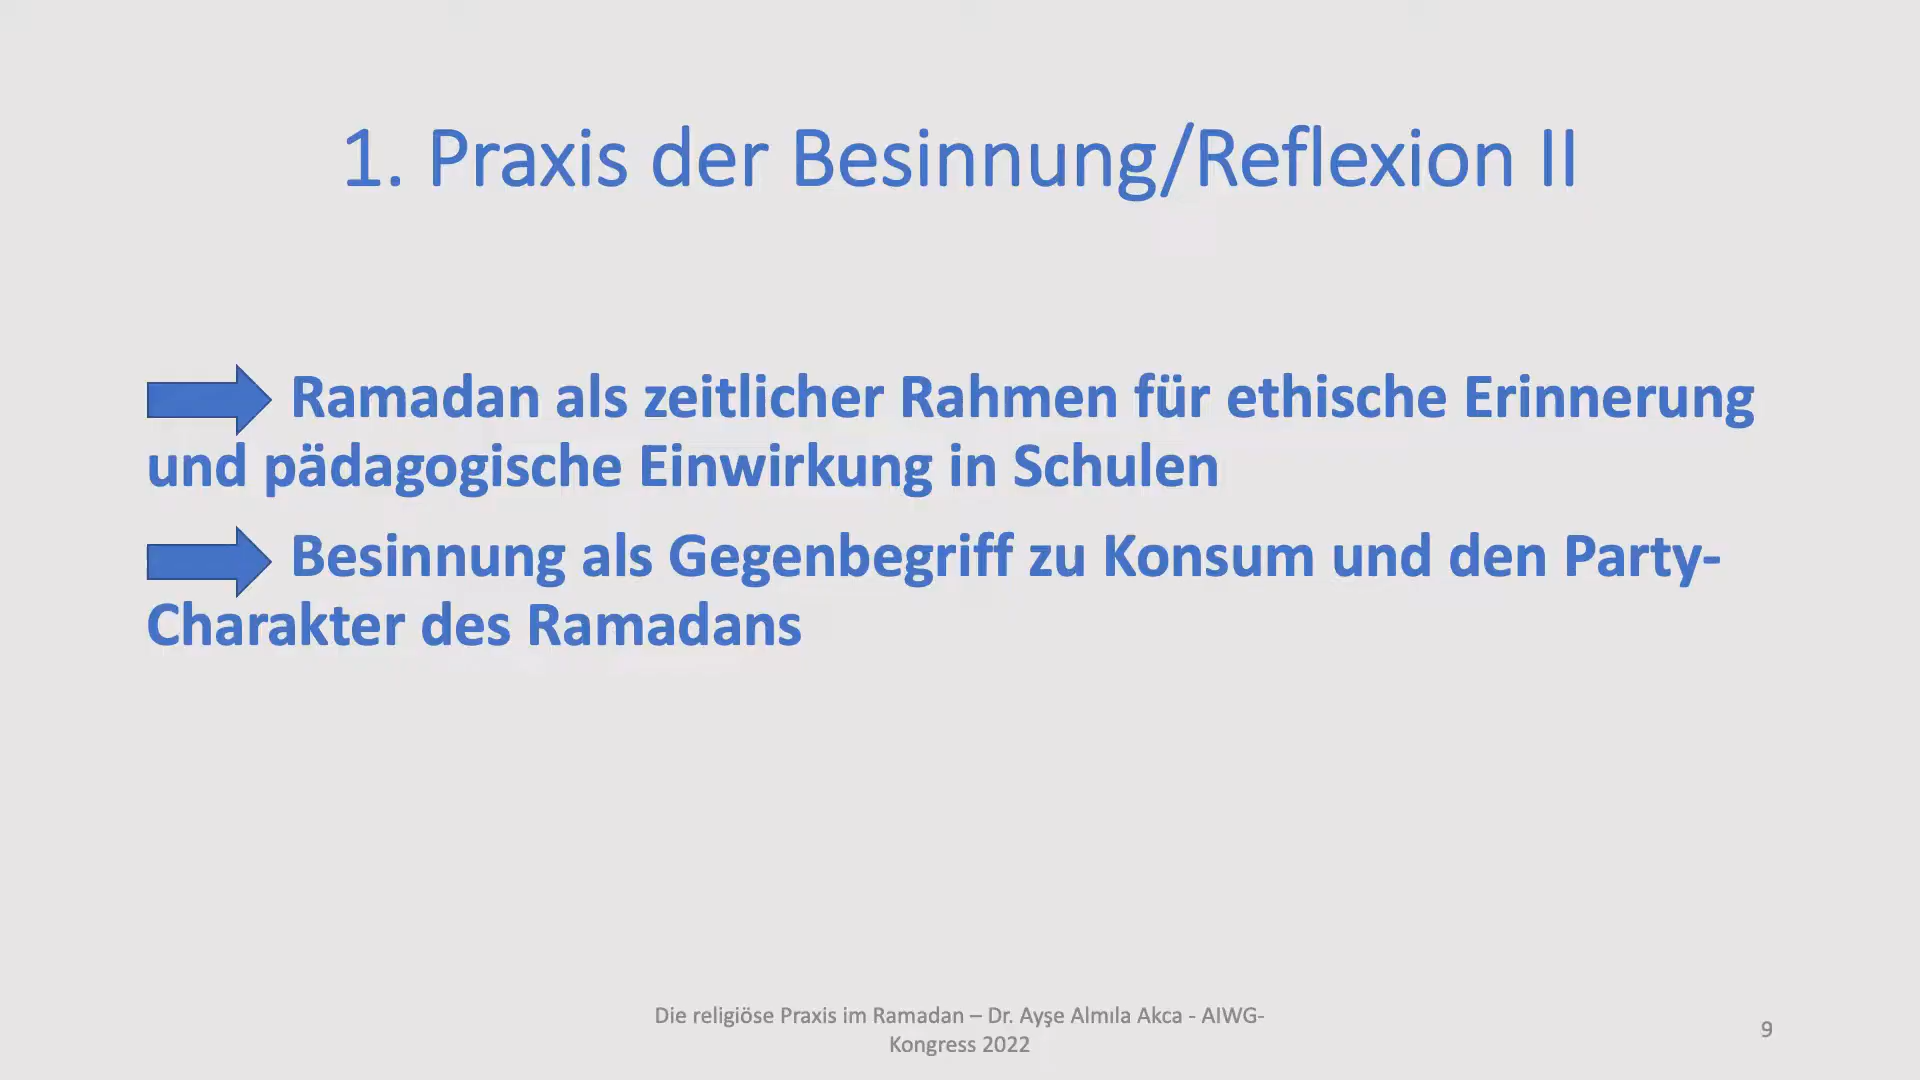 1. Praxis der Besinnung/Reflexion II
Ramadan als zeitlicher Rahmen für ethische Erinnerung
und pädagogische Einwirkung in Schulen
Besinnung als Gegenbegriff zu Konsum und den Party-
Charakter des Ramadans
Die religiöse Praxis im Ramadan – Dr. Ayşe Almıla Akca - AIWG-
Kongress 2022
9